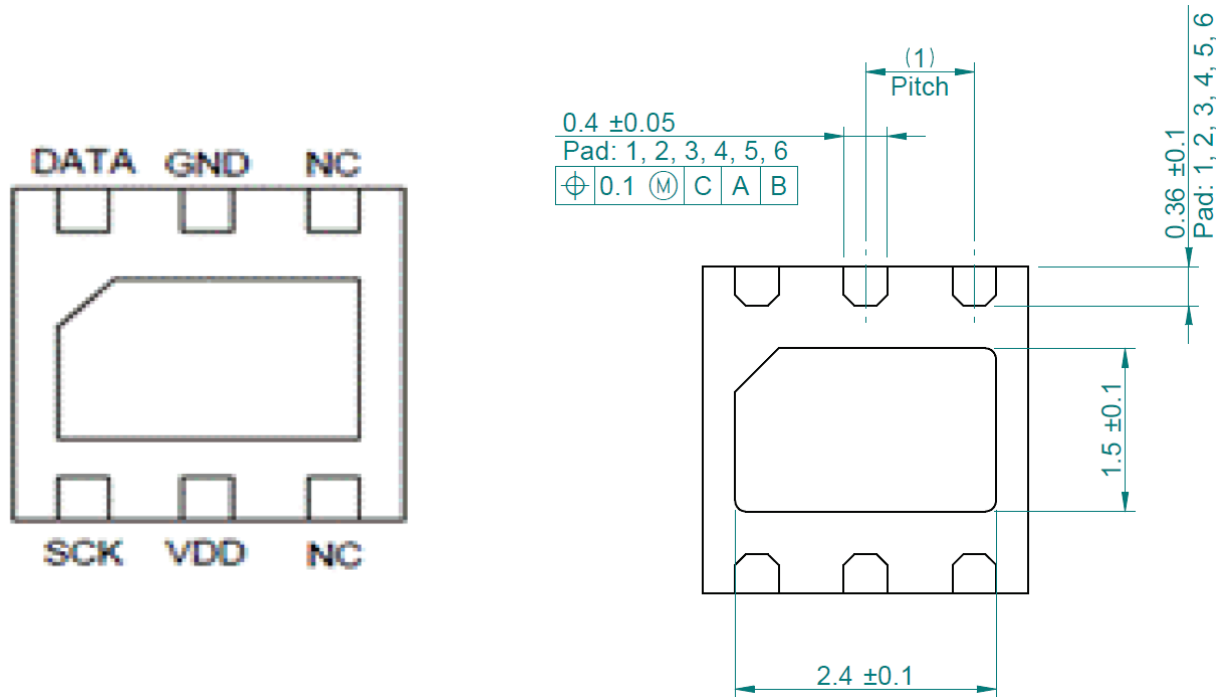 DATA GND NC
SCK VDD NC
(1)
Pitch
0.4 ±0.05
Pad: 1, 2, 3, 4, 5, 6
⌖ 0.1 Ⓜ C A B
0.36 ±0.1
Pad: 1, 2, 3, 4, 5, 6
1.5 ±0.1
2.4 ±0.1